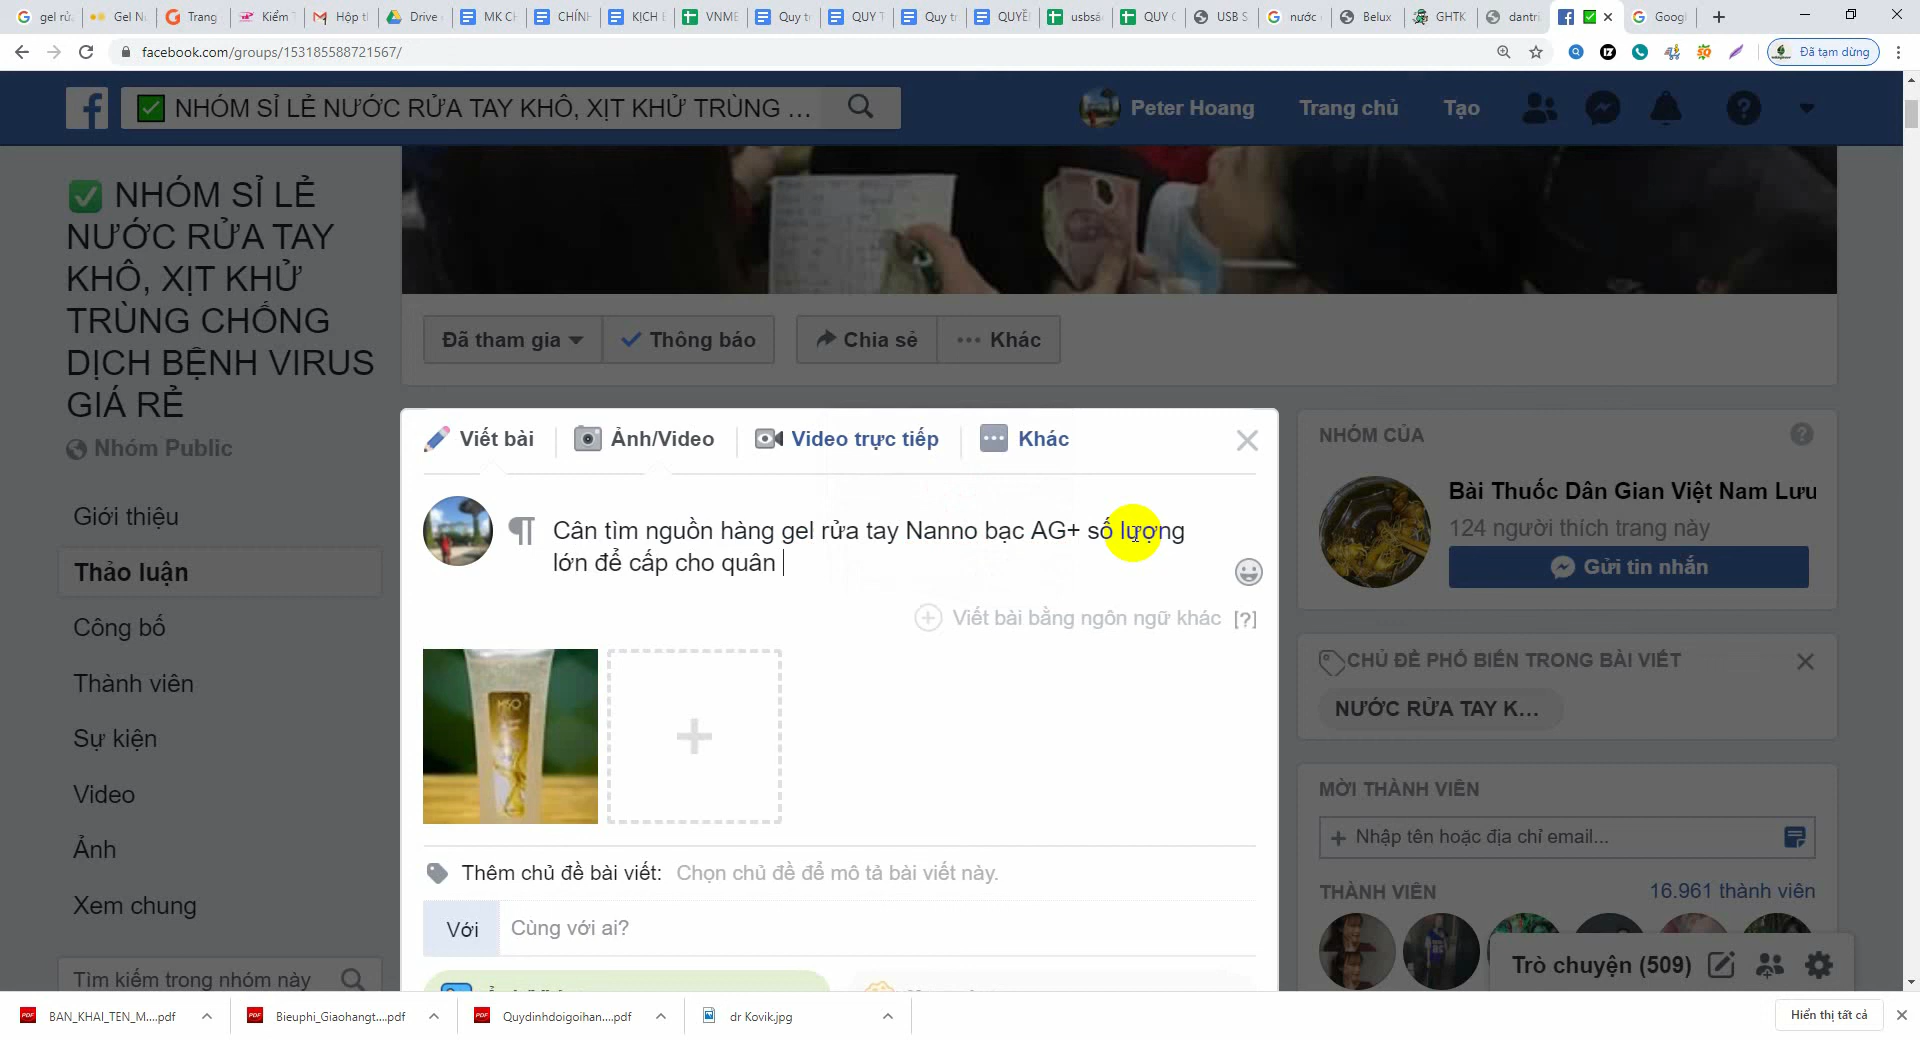 gel rử
Gel N
Trang
Kiểm T
Hộp th
Drive
MK CH
CHÍNH
KỊCH B
VNME
Quy tr
QUY T
Quy tr
QUYỀN
usbsả
QUY C
USB S
nước
Belux
GHTK
dantri
Googl
facebook.com/groups/153185588721567/
Đã tạm dừng
NHÓM SỈ LẺ NƯỚC RỬA TAY KHÔ, XỊT KHỬ TRÙNG ...
Peter Hoang
Trang chủ
Tạo
NHÓM SỈ LẺ
NƯỚC RỬA TAY
KHÔ, XỊT KHỬ
TRÙNG CHỐNG
DỊCH BỆNH VIRUS
GIÁ RẺ
Nhóm Public
Giới thiệu
Thảo luận
Công bố
Thành viên
Sự kiện
Video
Ảnh
Xem chung
Tìm kiếm trong nhóm này
Đã tham gia
Thông báo
Chia sẻ
Khác
Viết bài
Ảnh/Video
Video trực tiếp
Khác
Cân tìm nguồn hàng gel rửa tay Nanno bạc AG+ số lượng
lớn để cấp cho quân
Viết bài bằng ngôn ngữ khác [?]
MSO
Thêm chủ đề bài viết: Chọn chủ đề để mô tả bài viết này.
Với
Cùng với ai?
NHÓM CỦA
Bài Thuốc Dân Gian Việt Nam Lưu
124 người thích trang này
Gửi tin nhắn
CHỦ ĐỀ PHỔ BIẾN TRONG BÀI VIẾT
NƯỚC RỬA TAY K...
MỜI THÀNH VIÊN
+ Nhập tên hoặc địa chỉ email...
THÀNH VIÊN
16.961 thành viên
Trò chuyện (509)
BAN_KHAI_TEN_M....pdf
Bieuphi_Giaohangt....pdf
Quydinhdoigoihan....pdf
dr Kovik.jpg
Hiển thị tất cả